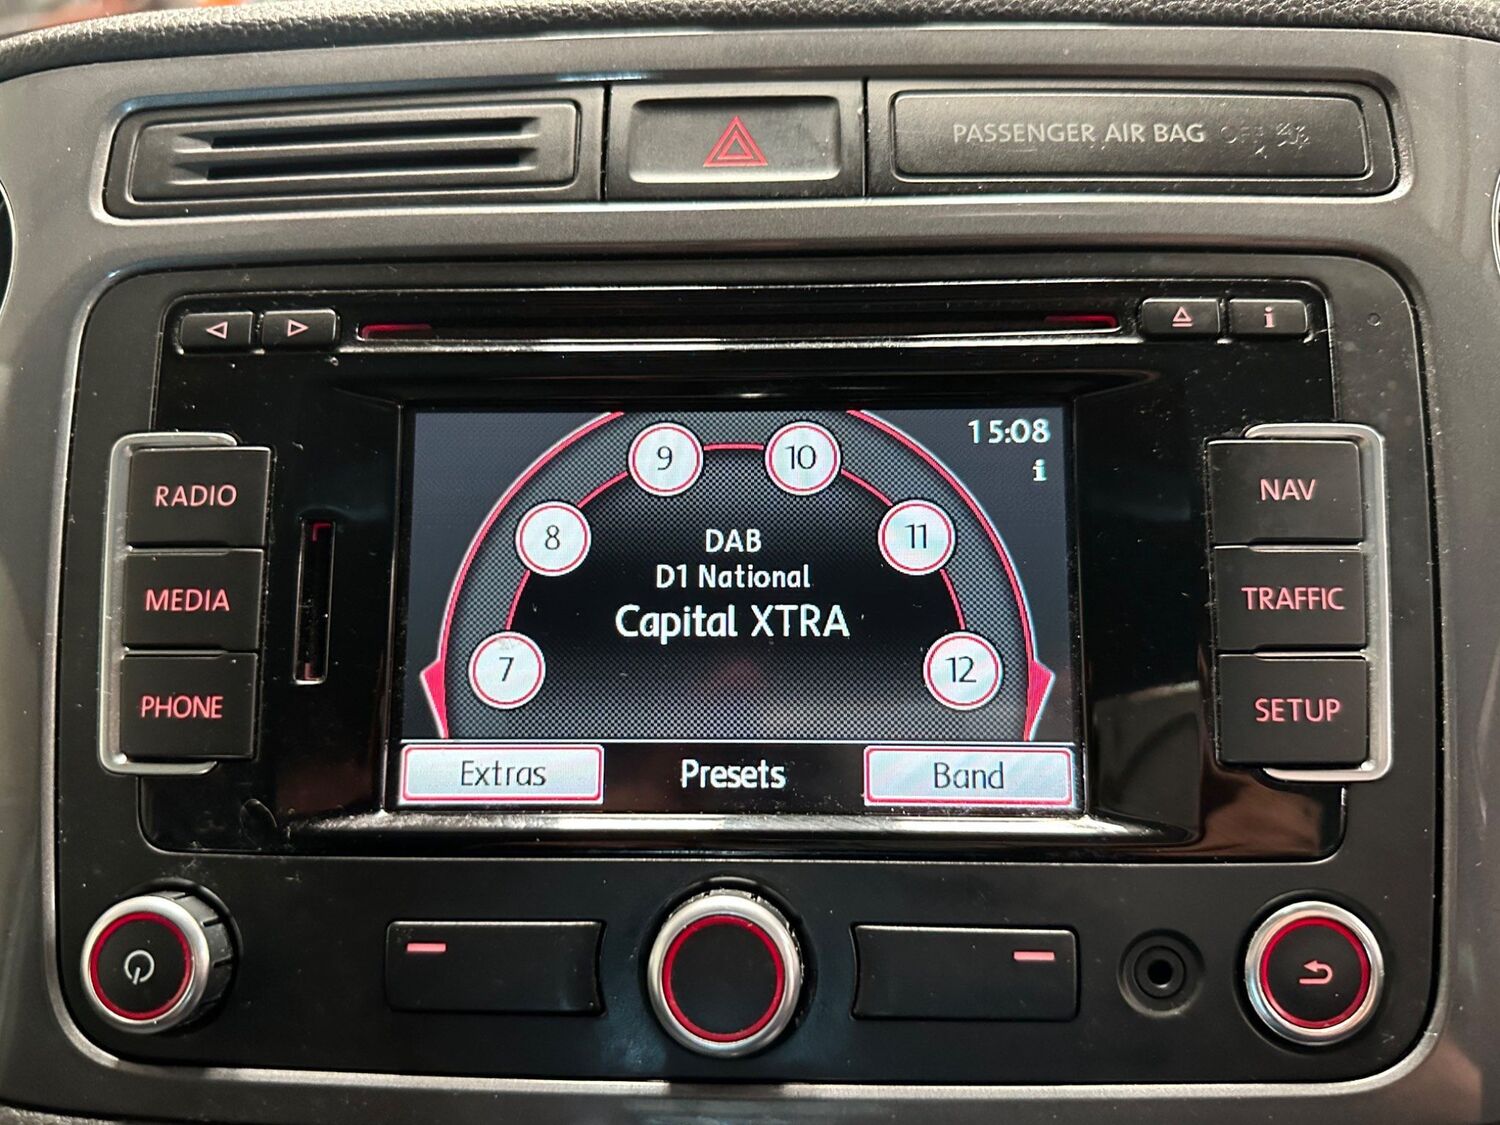 PASSENGER AIR BAG OFF
i
RADIO
MEDIA
PHONE
15:08
i
9
10
8
11
7
12
DAB
D1 National
Capital XTRA
Extras
Presets
Band
NAV
TRAFFIC
SETUP